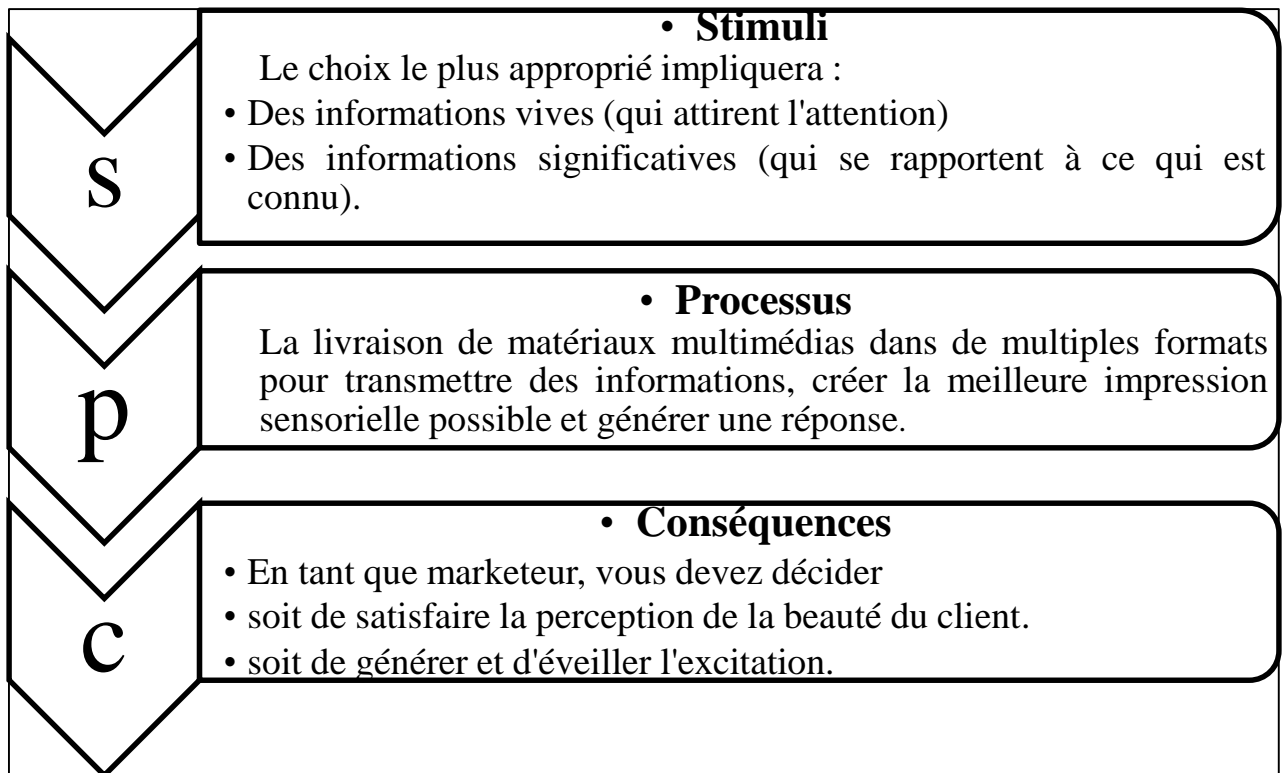 • Stimuli
Le choix le plus approprié impliquera :
• Des informations vives (qui attirent l'attention)
• Des informations significatives (qui se rapportent à ce qui est
connu).
s
• Processus
La livraison de matériaux multimédias dans de multiples formats
pour transmettre des informations, créer la meilleure impression
sensorielle possible et générer une réponse.
p
• Conséquences
• En tant que marketeur, vous devez décider
• soit de satisfaire la perception de la beauté du client.
• soit de générer et d'éveiller l'excitation.
c